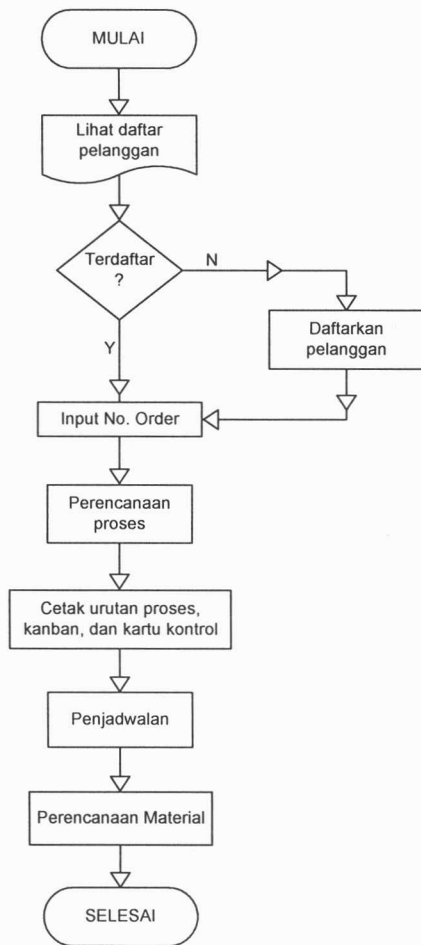 MULAI
Lihat daftar
pelanggan
Terdaftar
?
N
Y
Daftarkan
pelanggan
Input No. Order
Perencanaan
proses
Cetak urutan proses,
kanban, dan kartu kontrol
Penjadwalan
Perencanaan Material
SELESAI